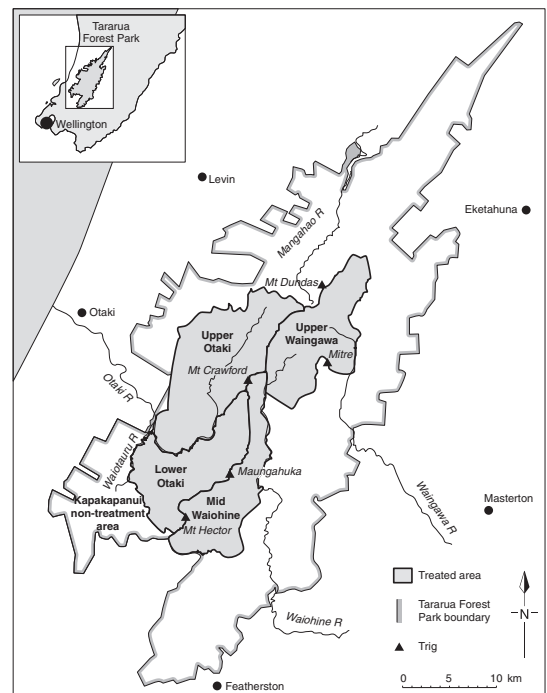 Tararua
Forest Park
Wellington
Levin
Eketahuna
Mangahao R
Mt Dundas
Otaki
Upper
Otaki
Upper
Waingawa
Mitre
Mt Crawford
Otaki R
Waiotauru R
Lower
Otaki
Maungahuka
Kapakapanui
non-treatment
area
Mid
Waiohine
Mt Hector
Waingawa R
Masterton
Treated area
Tararua Forest
Park boundary
Trig
N
Waiohine R
Featherston
0 5 10 km